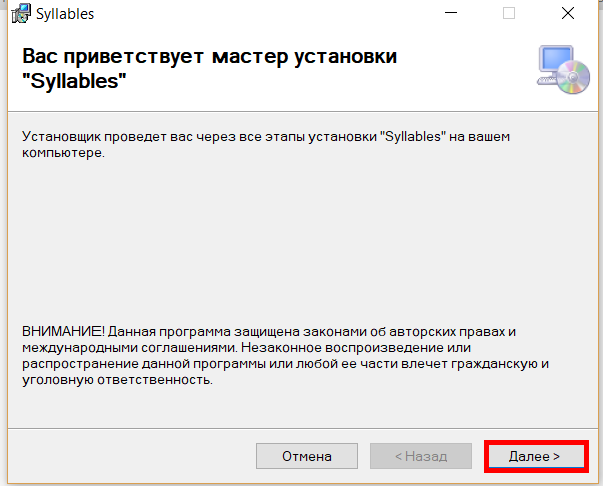 Syllables
Вас приветствует мастер установки
"Syllables"
Установщик проведет вас через все этапы установки "Syllables" на вашем
компьютере.
ВНИМАНИЕ! Данная программа защищена законами об авторских правах и
международными соглашениями. Незаконное воспроизведение или
распространение данной программы или любой ее части влечет гражданскую и
уголовную ответственность.
Отмена
< Назад
Далее >